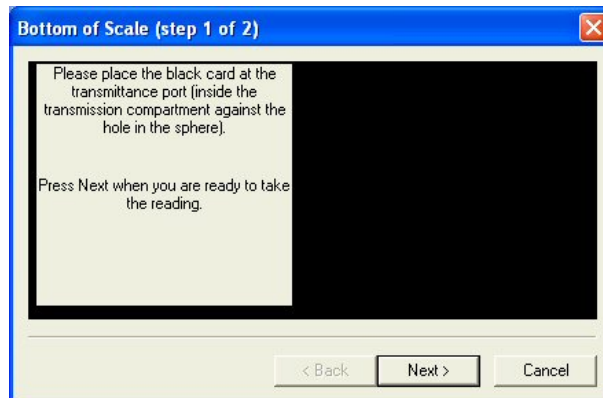 Bottom of Scale (step 1 of 2)
Please place the black card at the
transmittance port (inside the
transmission compartment against the
hole in the sphere).
Press Next when you are ready to take
the reading.
< Back
Next >
Cancel